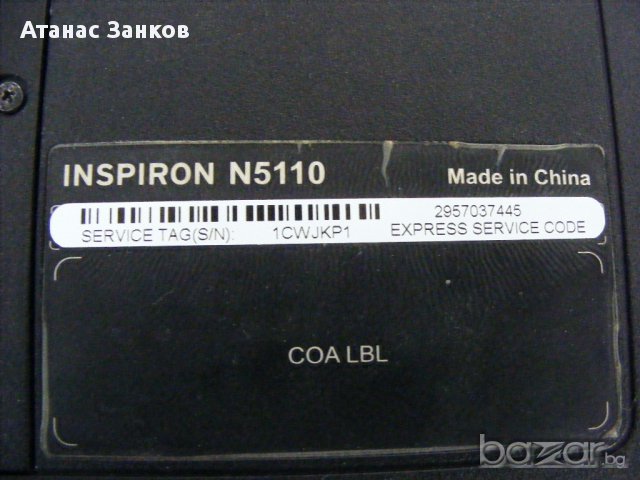 Атанас Занков
INSPIRON N5110 Made in China
SERVICE TAG(S/N): 1CWJKP1 2957037445 EXPRESS SERVICE CODE
COA LBL
bazar.bg